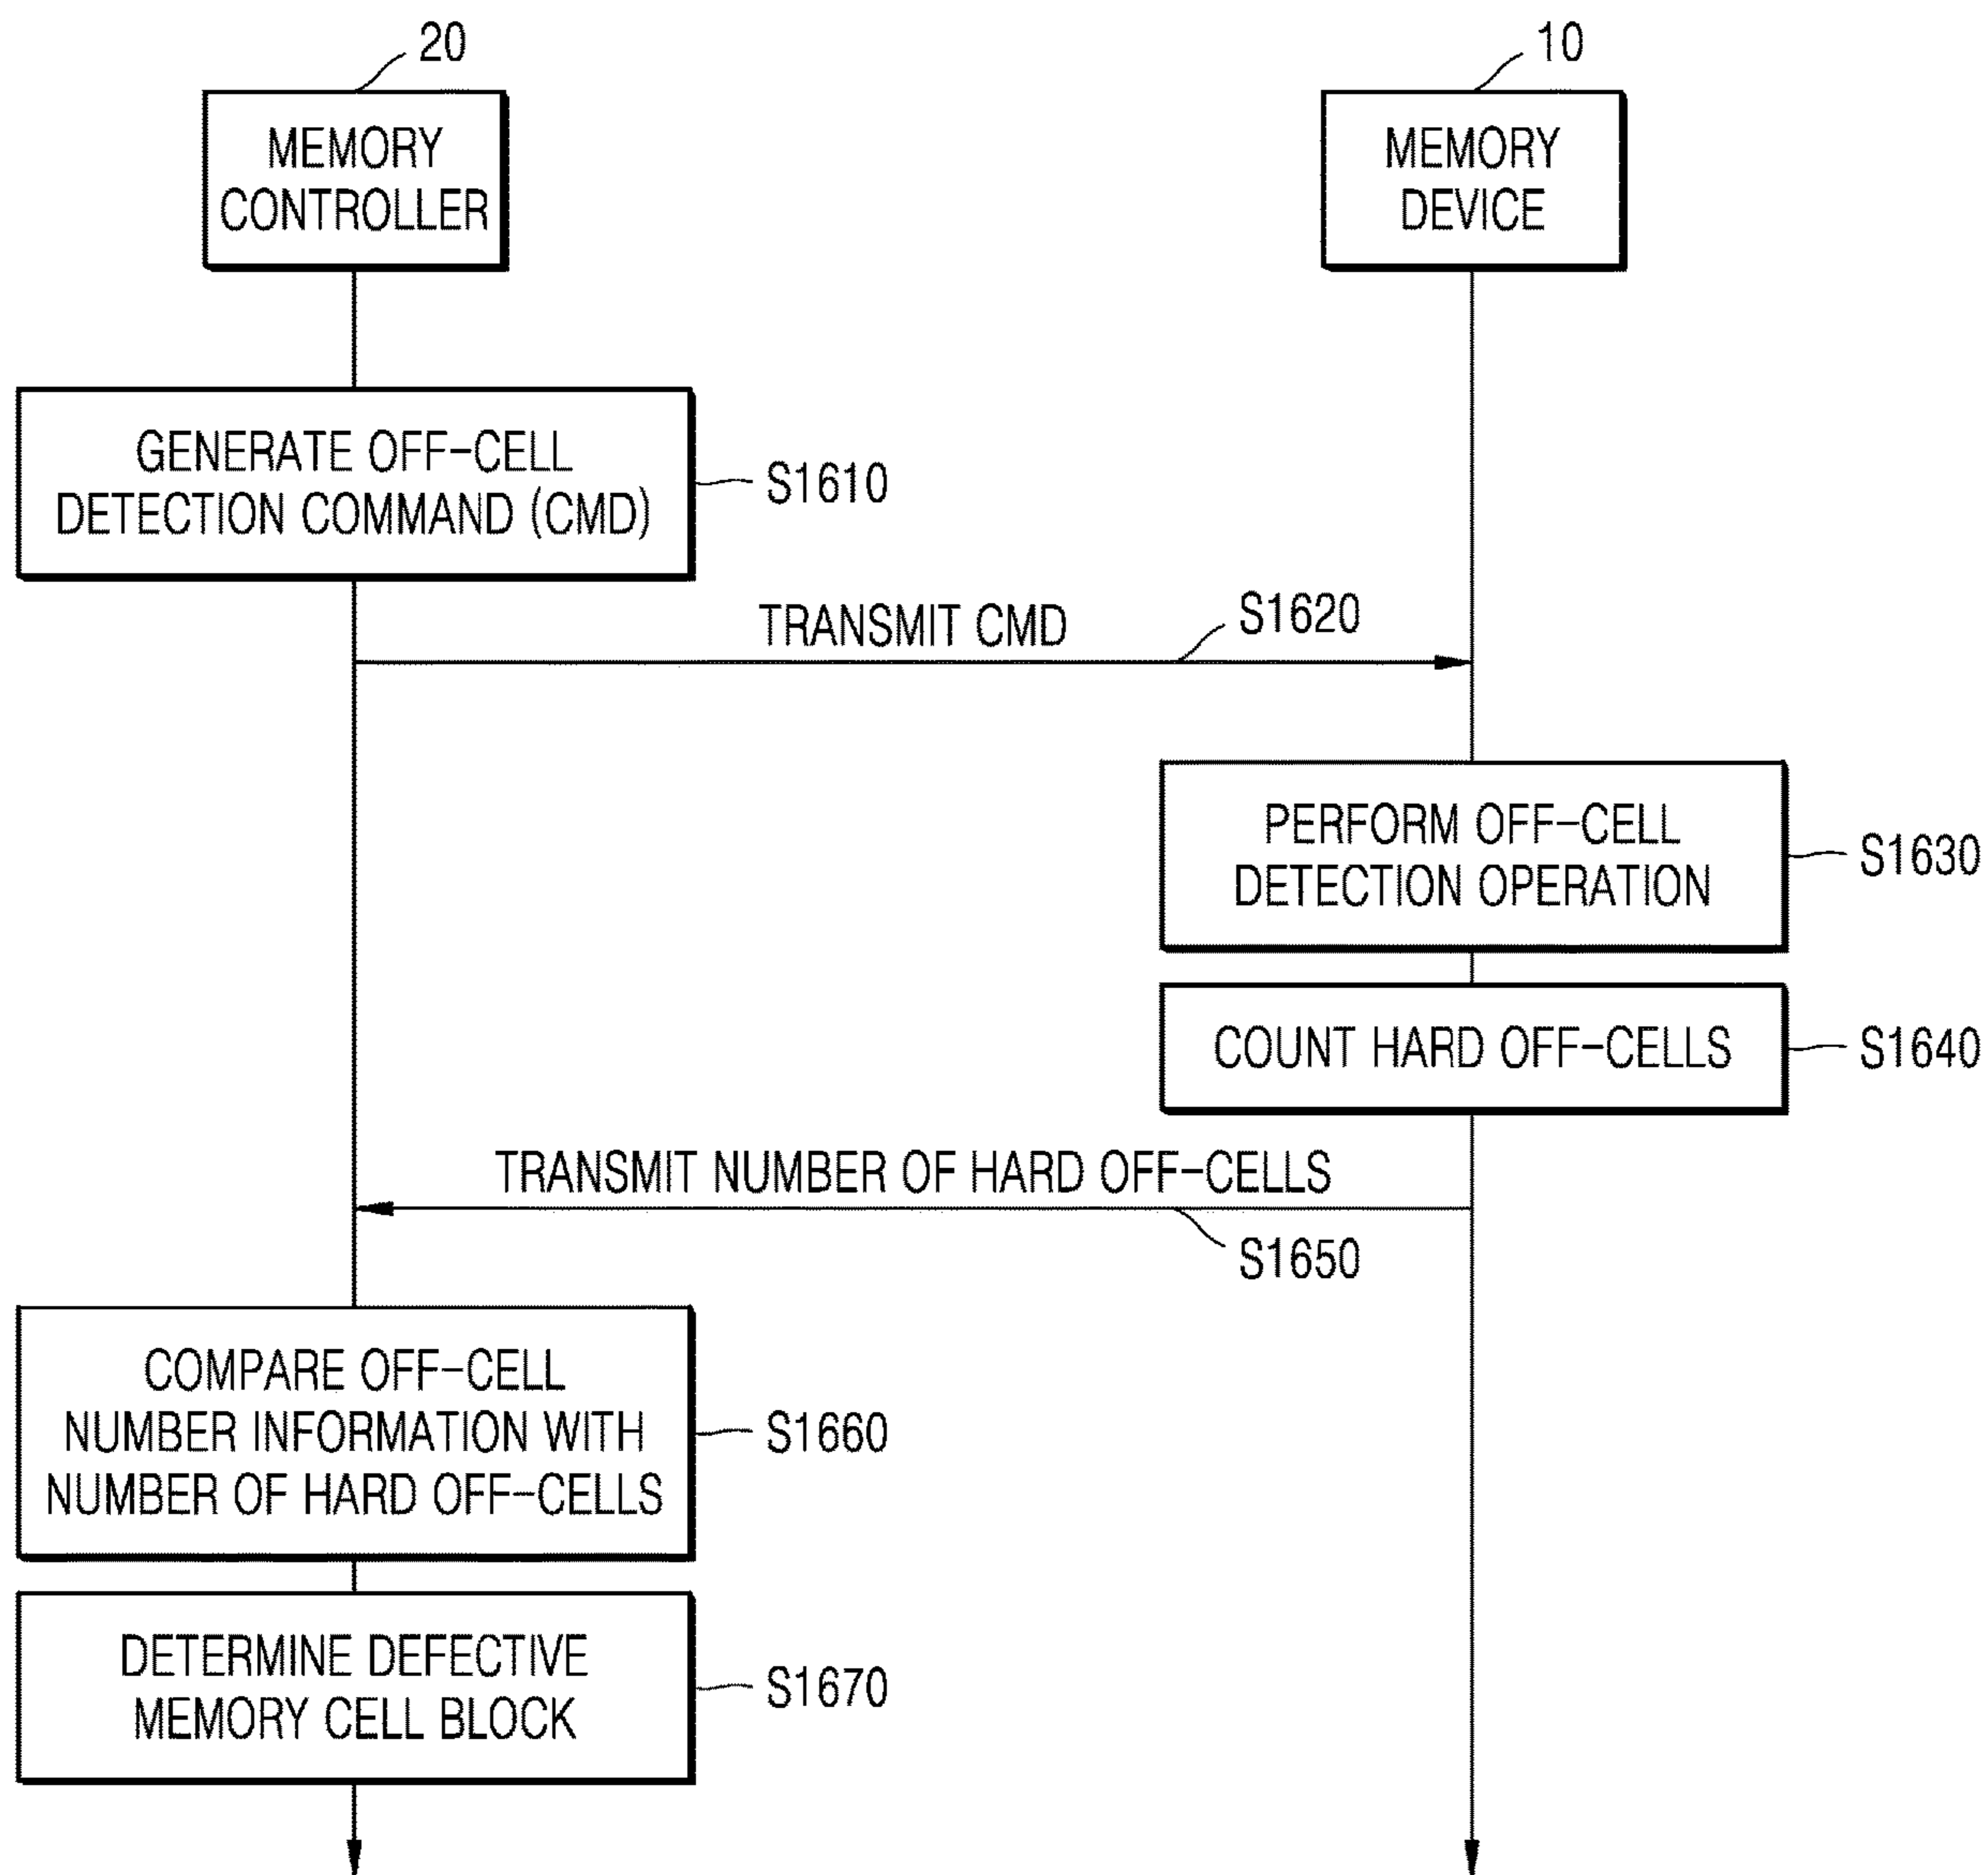 20
10
MEMORY
CONTROLLER
MEMORY
DEVICE
GENERATE OFF-CELL
DETECTION COMMAND (CMD)
S1610
TRANSMIT CMD
S1620
PERFORM OFF-CELL
DETECTION OPERATION
S1630
COUNT HARD OFF-CELLS
S1640
TRANSMIT NUMBER OF HARD OFF-CELLS
S1650
COMPARE OFF-CELL
NUMBER INFORMATION WITH
NUMBER OF HARD OFF-CELLS
S1660
DETERMINE DEFECTIVE
MEMORY CELL BLOCK
S1670